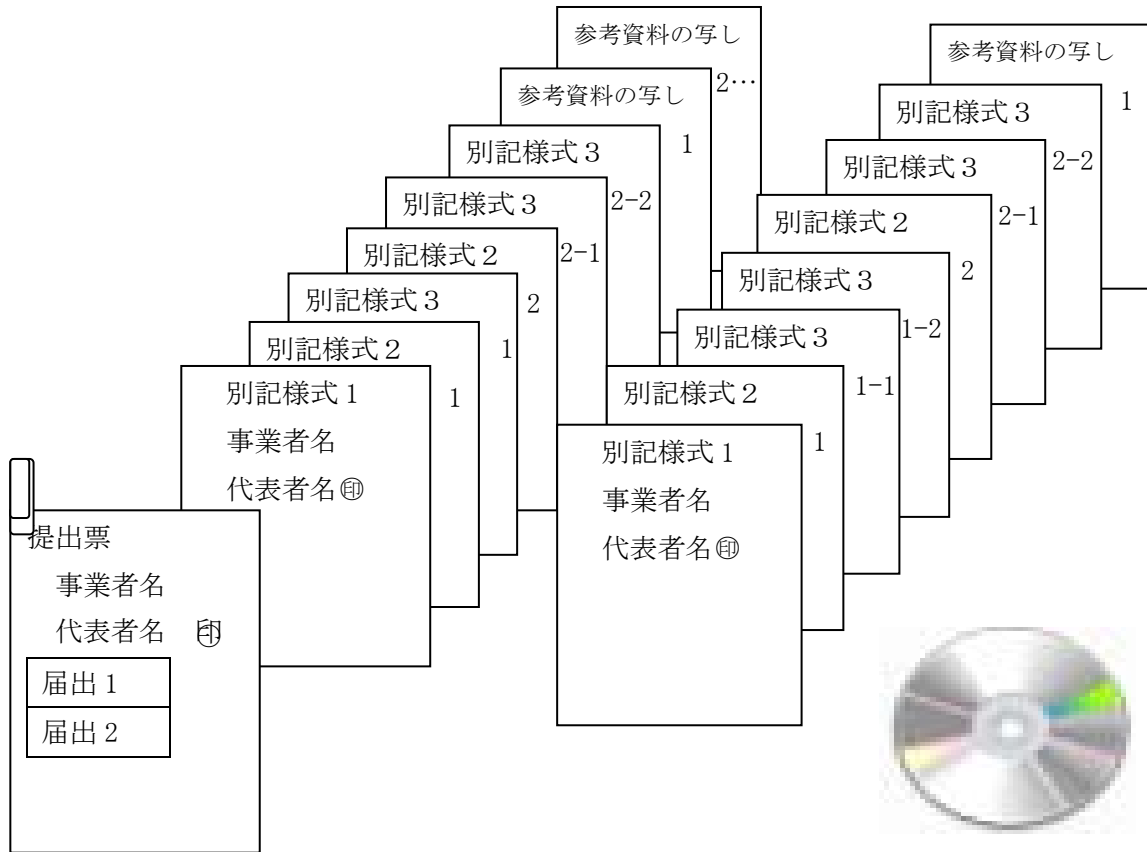 提出票
事業者名
代表者名 ㊞
届出1
届出2
別記様式1
事業者名
代表者名㊞
別記様式2
1
別記様式3
1
別記様式2
2
別記様式3
2-1
別記様式3
2-2
参考資料の写し
1
参考資料の写し
2…
別記様式1
事業者名
代表者名㊞
別記様式2
1
別記様式3
1-1
別記様式3
1-2
別記様式2
2
別記様式3
2-1
別記様式3
2-2
参考資料の写し
1